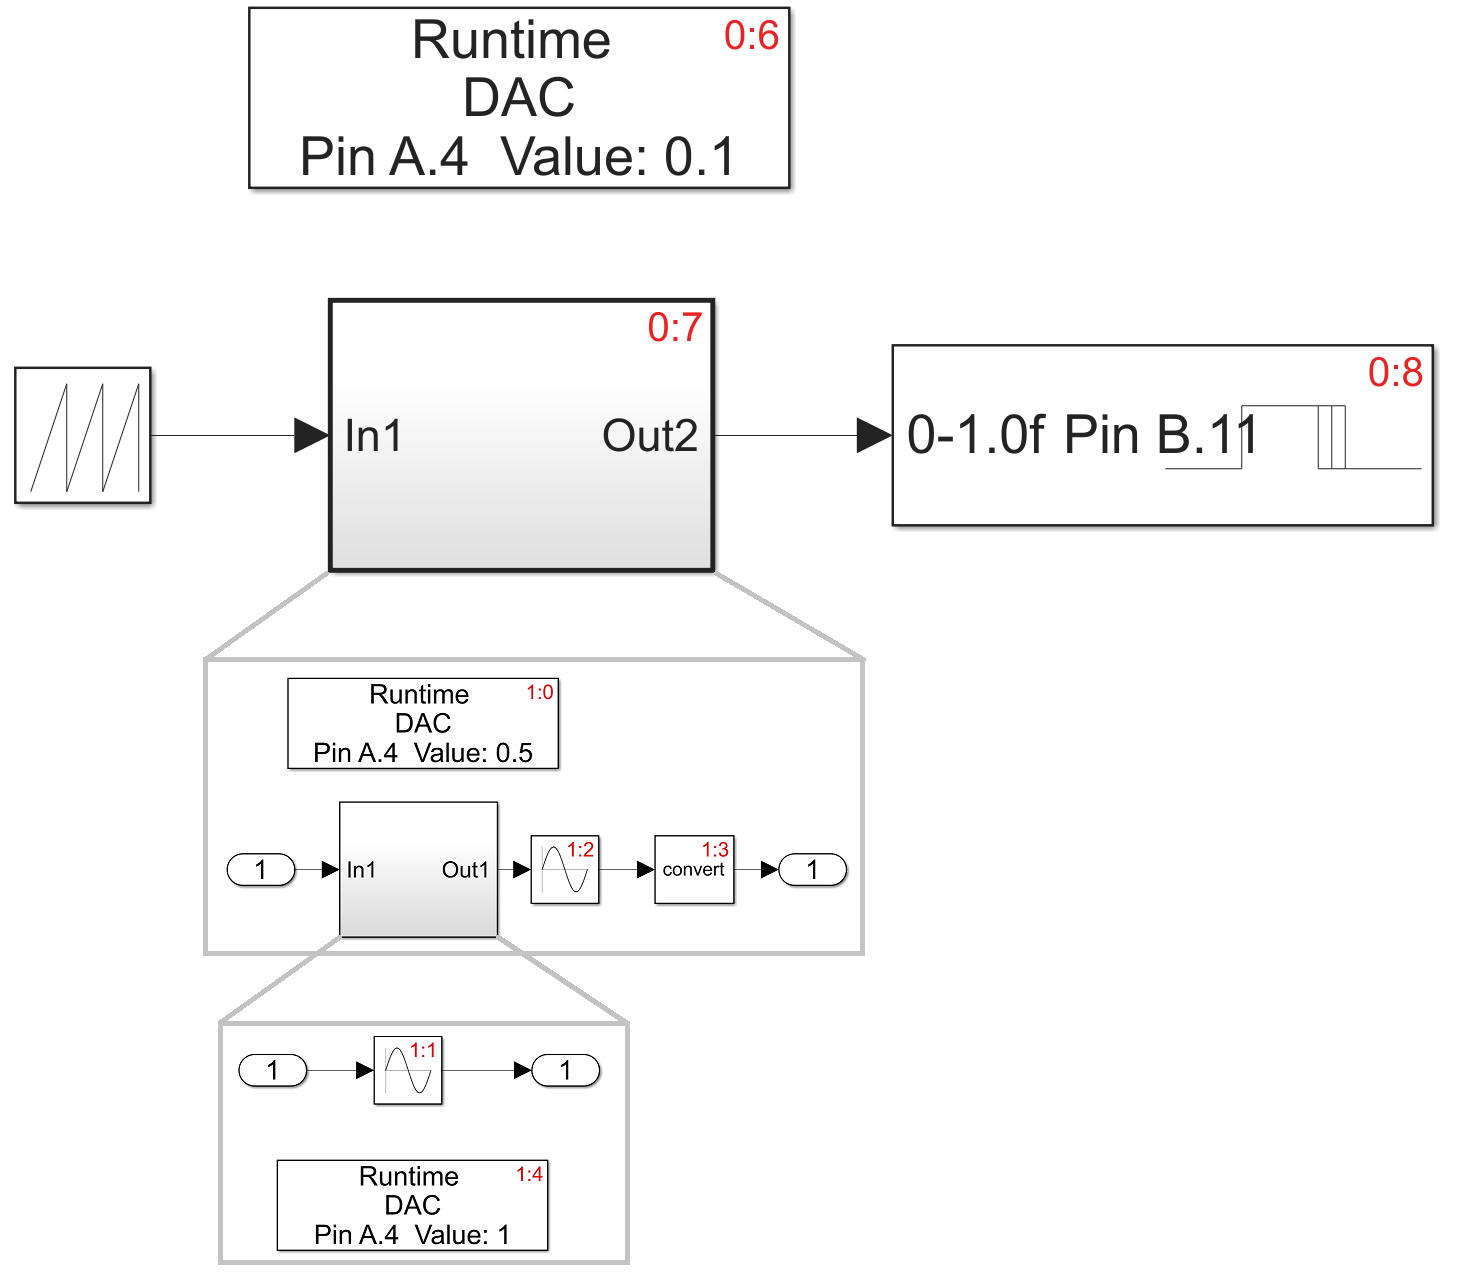 Runtime 0:6
DAC
Pin A.4 Value: 0.1
0:7
In1 Out2
0:8
0-1.0f Pin B.11
Runtime 1:0
DAC
Pin A.4 Value: 0.5
1 In1 Out1 1:2 1:3 convert 1
1 1:1 1
Runtime 1:4
DAC
Pin A.4 Value: 1